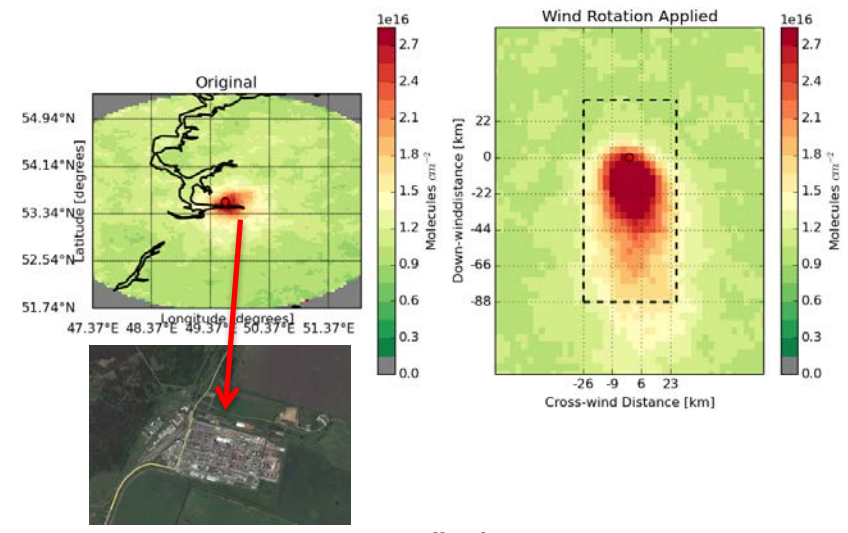 Original
1e16
54.94°N
54.14°N
53.34°N
52.54°N
51.74°N
Latitude [degrees]
47.37°E 48.37°E 49.37°E 50.37°E 51.37°E
Longitude [degrees]
2.7
2.4
2.1
1.8
1.5
1.2
0.9
0.6
0.3
0.0
Molecules cm⁻²
Wind Rotation Applied
1e16
22
0
-22
-44
-66
-88
Down-winddistance [km]
-26 -9 6 23
Cross-wind Distance [km]
2.7
2.4
2.1
1.8
1.5
1.2
0.9
0.6
0.3
0.0
Molecules cm⁻²